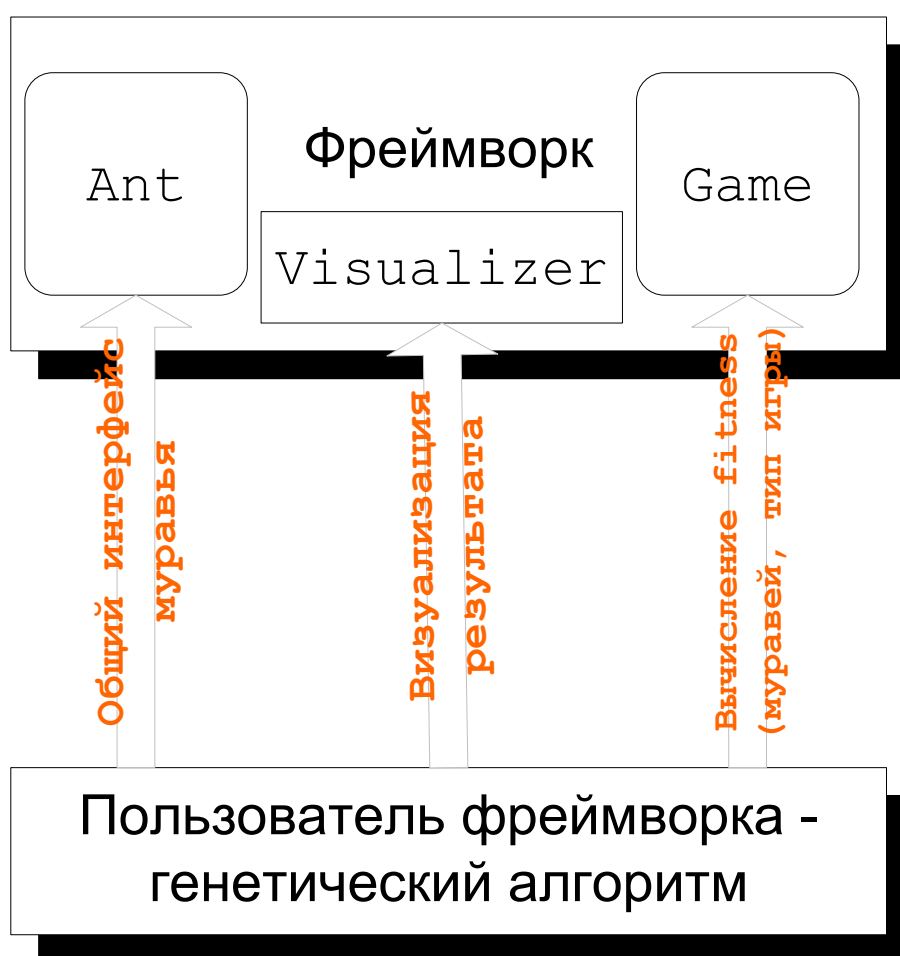 Фреймворк
Ant
Visualizer
Game
Общий интерфейс
муравья
Визуализация
результата
Вычисление fitness
(муравей, тип игры)
Пользователь фреймворка -
генетический алгоритм